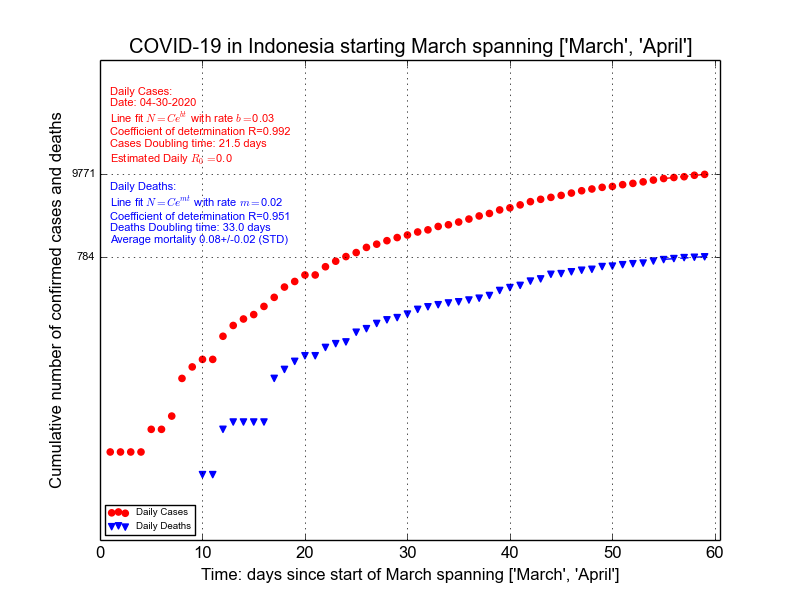 COVID-19 in Indonesia starting March spanning ['March', 'April']
Daily Cases:
Date: 04-30-2020
Line fit N = Ce^{bt} with rate b =0.03
Coefficient of determination R=0.992
Cases Doubling time: 21.5 days
Estimated Daily R_0 =0.0
Daily Deaths:
Line fit N = Ce^{mt} with rate m =0.02
Coefficient of determination R=0.951
Deaths Doubling time: 33.0 days
Average mortality 0.08+/-0.02 (STD)
9771
784
Cumulative number of confirmed cases and deaths
Daily Cases
Daily Deaths
0 10 20 30 40 50 60
Time: days since start of March spanning ['March', 'April']